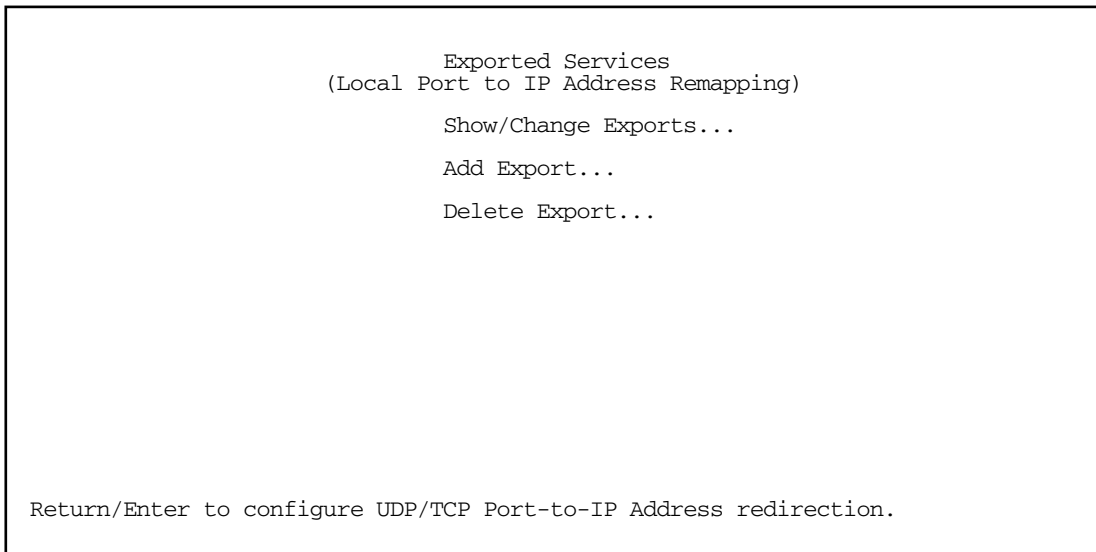 Exported Services
(Local Port to IP Address Remapping)
Show/Change Exports...
Add Export...
Delete Export...
Return/Enter to configure UDP/TCP Port-to-IP Address redirection.